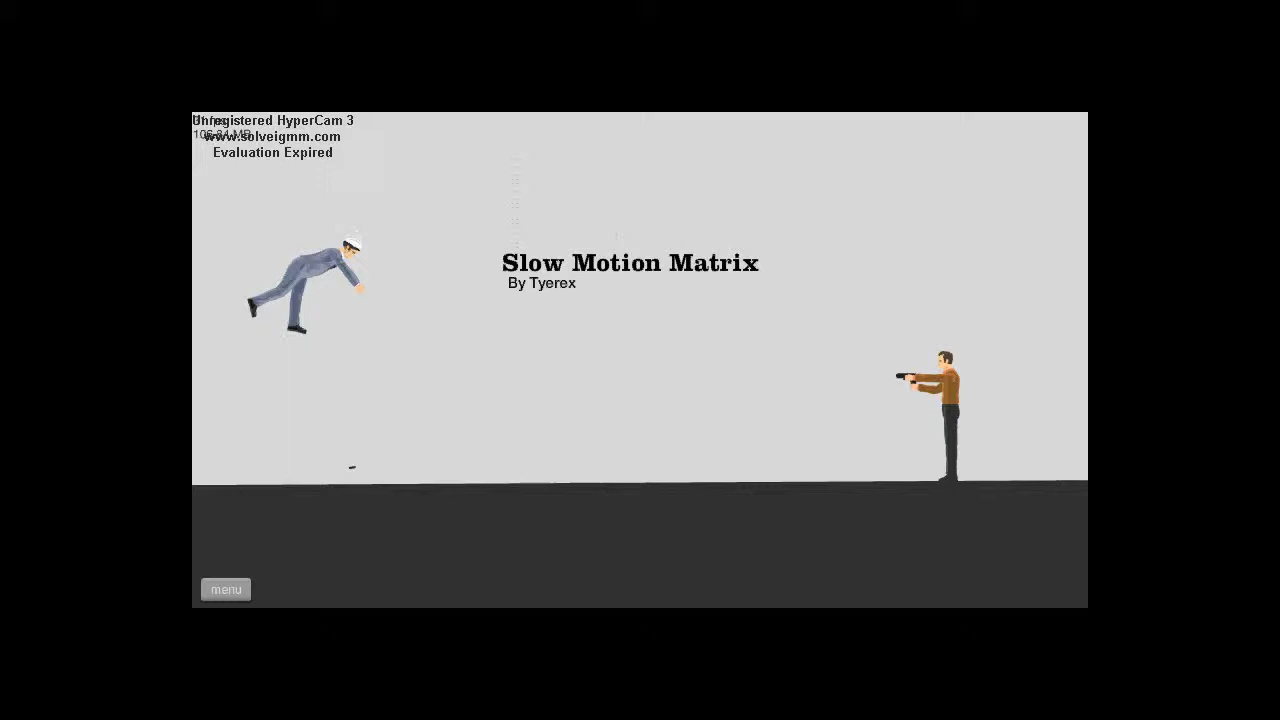 Unregistered HyperCam 3
www.solveigmm.com
Evaluation Expired
Slow Motion Matrix
By Tyerex
menu